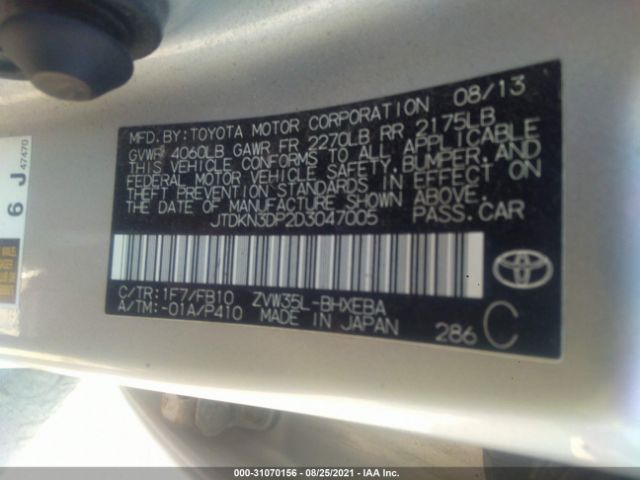 MFD. BY: TOYOTA MOTOR CORPORATION 08/13
GVWR 4060LB GAWR FR 2270LB RR 2175LB
THIS VEHICLE CONFORMS TO ALL APPLICABLE
FEDERAL MOTOR VEHICLE SAFETY, BUMPER, AND
THEFT PREVENTION STANDARDS IN EFFECT ON
THE DATE OF MANUFACTURE SHOWN ABOVE.
JTDKN3DP2D3047005 PASS. CAR
C/TR: 1F7/FB10 ZVW35L-BHXEBA
A/TM: -01A/P410 MADE IN JAPAN 286 C
6 J 47470
000-31070156 - 08/25/2021 - IAA Inc.